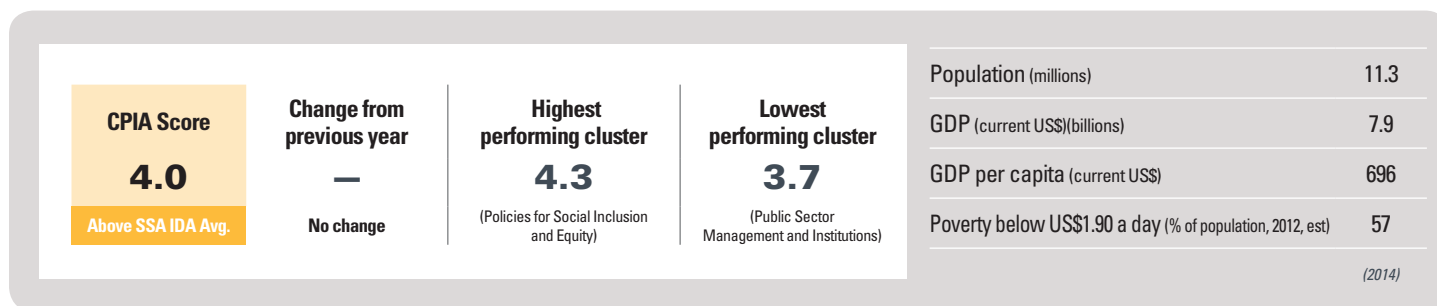 CPIA Score
4.0
Above SSA IDA Avg.
Change from
previous year
–
No change
Highest
performing cluster
4.3
(Policies for Social Inclusion
and Equity)
Lowest
performing cluster
3.7
(Public Sector
Management and Institutions)
Population (millions) 11.3
GDP (current US$)(billions) 7.9
GDP per capita (current US$) 696
Poverty below US$1.90 a day (% of population, 2012, est) 57
(2014)